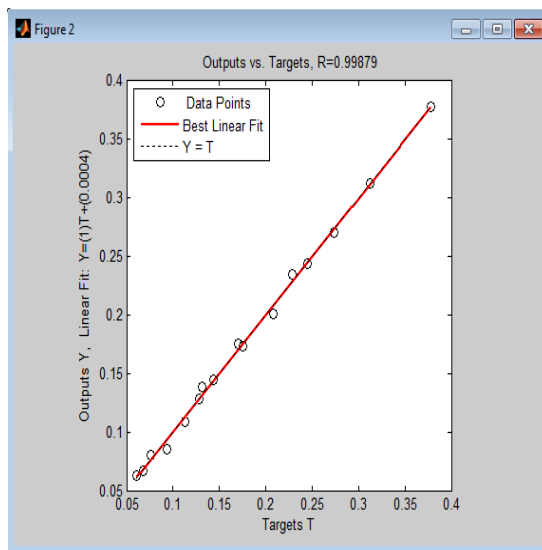 Figure 2
Outputs vs. Targets, R=0.99879
Data Points
Best Linear Fit
Y = T
Outputs Y, Linear Fit: Y=(1)T+(0.0004)
0.4
0.35
0.3
0.25
0.2
0.15
0.1
0.05
0.05 0.1 0.15 0.2 0.25 0.3 0.35 0.4
Targets T